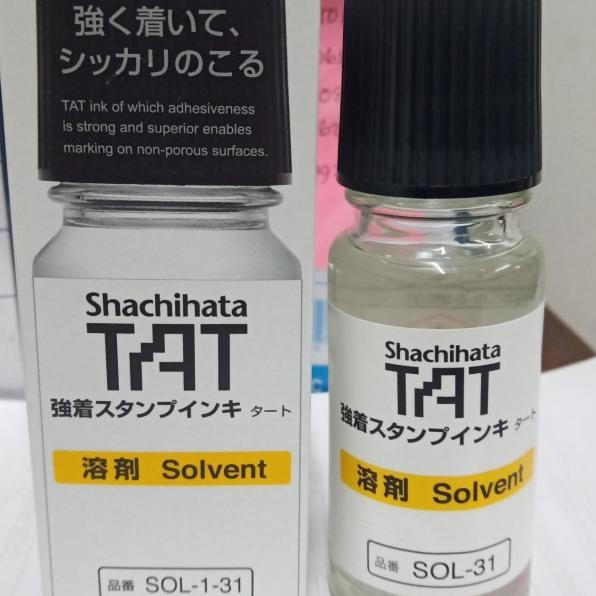 強く着いて、
シッカリのこる
TAT ink of which adhesiveness
is strong and superior enables
marking on non-porous surfaces.
Shachihata
TAT
強着スタンプインキ タート
溶剤 Solvent
品番 SOL-1-31
Shachihata
TAT
強着スタンプインキ タート
溶剤 Solvent
品番 SOL-31